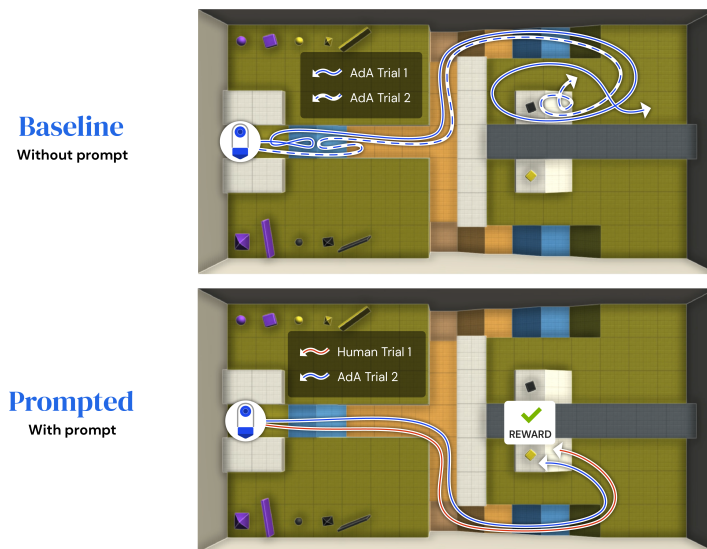 Baseline
Without prompt
AdA Trial 1
AdA Trial 2
Prompted
With prompt
Human Trial 1
AdA Trial 2
REWARD